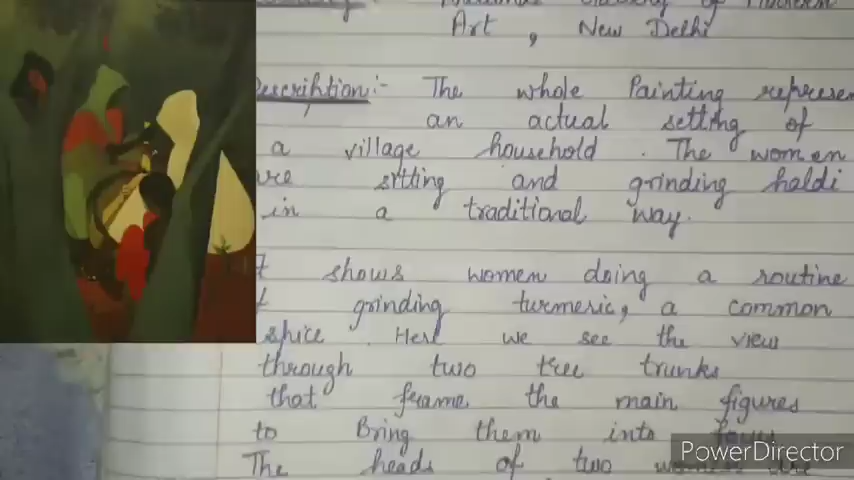 Art, New Delhi
Description:- The whole Painting represen
an actual setting of
a village household. The women
are sitting and grinding haldi
in a traditional way.
shows women doing a routine
grinding turmeric, a common
spice. Here we see the view
through two tree trunks
that frame the main figures
to Bring them into
The heads of two
PowerDirector